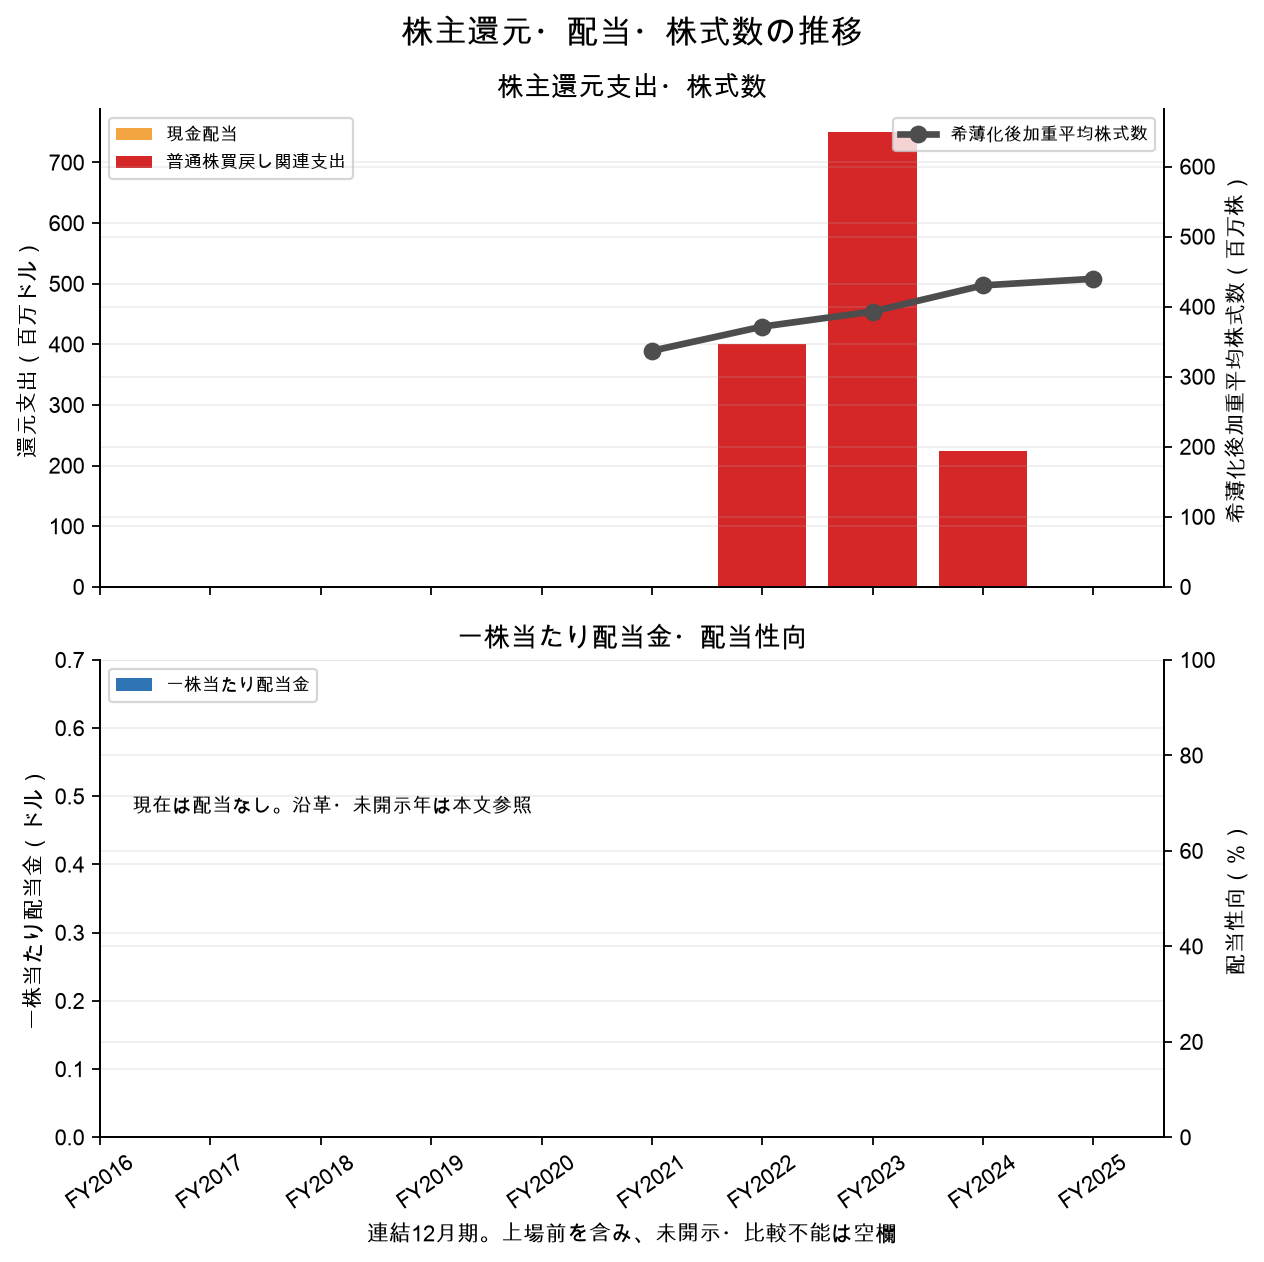 株主還元・配当・株式数の推移
株主還元支出・株式数
現金配当
普通株買戻し関連支出
希薄化後加重平均株式数
還元支出(百万ドル)
700
600
500
400
300
200
100
0
600
500
400
300
200
100
0
希薄化後加重平均株式数(百万株)
一株当たり配当金・配当性向
一株当たり配当金
現在は配当なし。沿革・未開示年は本文参照
一株当たり配当金(ドル)
0.7
0.6
0.5
0.4
0.3
0.2
0.1
0.0
100
80
60
40
20
0
配当性向(%)
FY2016
FY2017
FY2018
FY2019
FY2020
FY2021
FY2022
FY2023
FY2024
FY2025
連結12月期。上場前を含み、未開示・比較不能は空欄